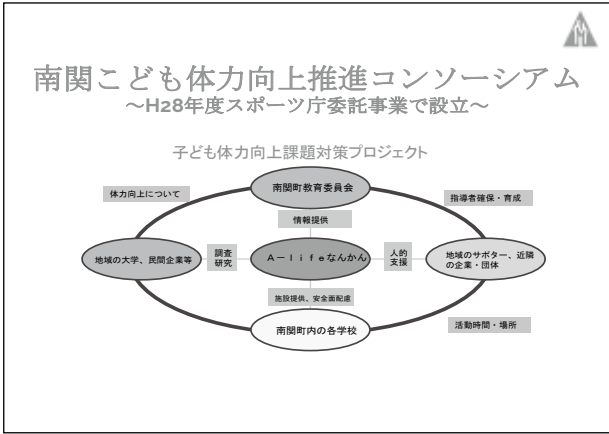 南関こども体力向上推進コンソーシアム
～H28年度スポーツ庁委託事業で設立～
子ども体力向上課題対策プロジェクト
南関町教育委員会
体力向上について
指導者確保・育成
情報提供
地域の大学、民間企業等
調査
研究
Ａ－ｌｉｆｅなんかん
人的
支援
地域のサポター、近隣
の企業・団体
施設提供、安全面配慮
南関町内の各学校
活動時間・場所